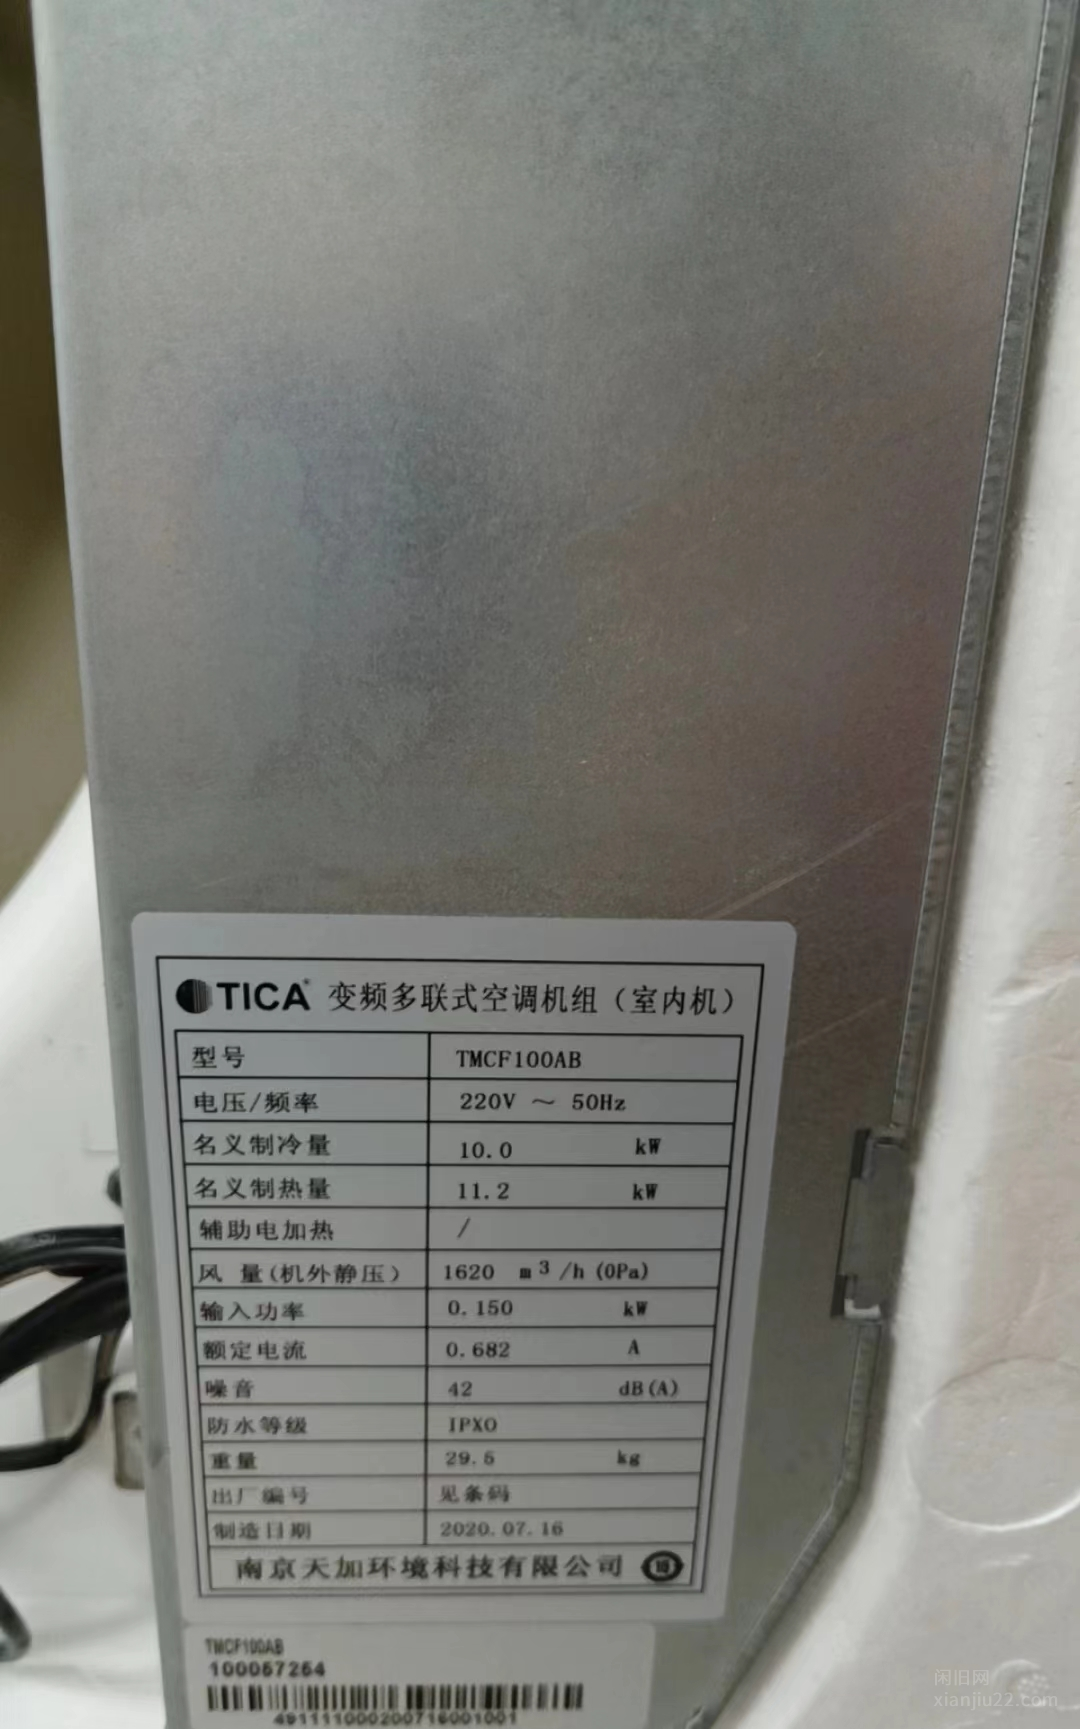 TICA® 变频多联式空调机组（室内机）
型号 TMCF100AB
电压/频率 220V ～ 50Hz
名义制冷量 10.0 kW
名义制热量 11.2 kW
辅助电加热 /
风 量(机外静压) 1620 m³/h (0Pa)
输入功率 0.150 kW
额定电流 0.682 A
噪音 42 dB(A)
防水等级 IPX0
重量 29.5 kg
出厂编号 见条码
制造日期 2020.07.16
南京天加环境科技有限公司
TMCF100AB
100057254
491111000200716001001
闲旧网
xianjiu22.com